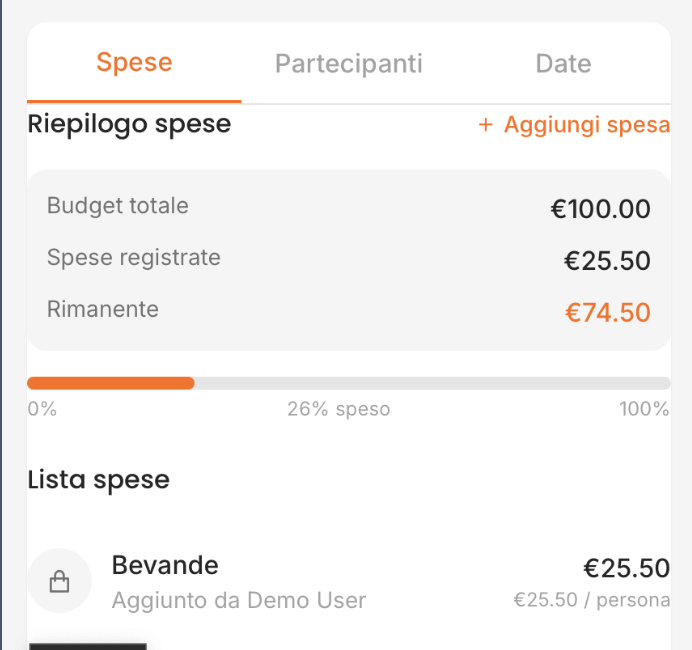 Spese Partecipanti Date
Riepilogo spese + Aggiungi spesa
Budget totale €100.00
Spese registrate €25.50
Rimanente €74.50
0% 26% speso 100%
Lista spese
Bevande €25.50
Aggiunto da Demo User €25.50 / persona